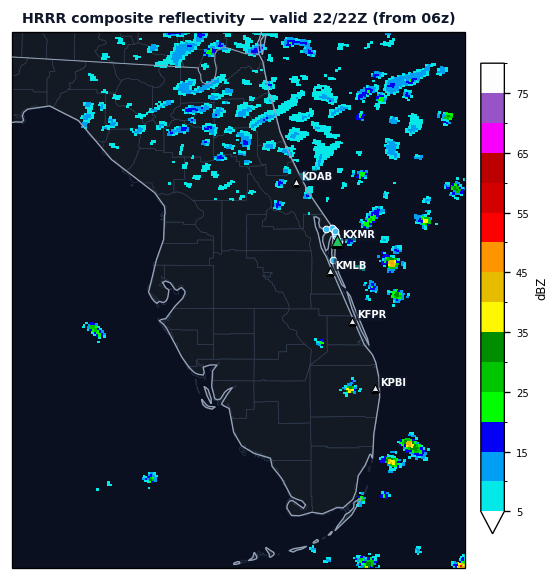 HRRR composite reflectivity — valid 22/22Z (from 06z)
KDAB
KXMR
KMLB
KFPR
KPBI
75
65
55
45
35
25
15
5
dBZ